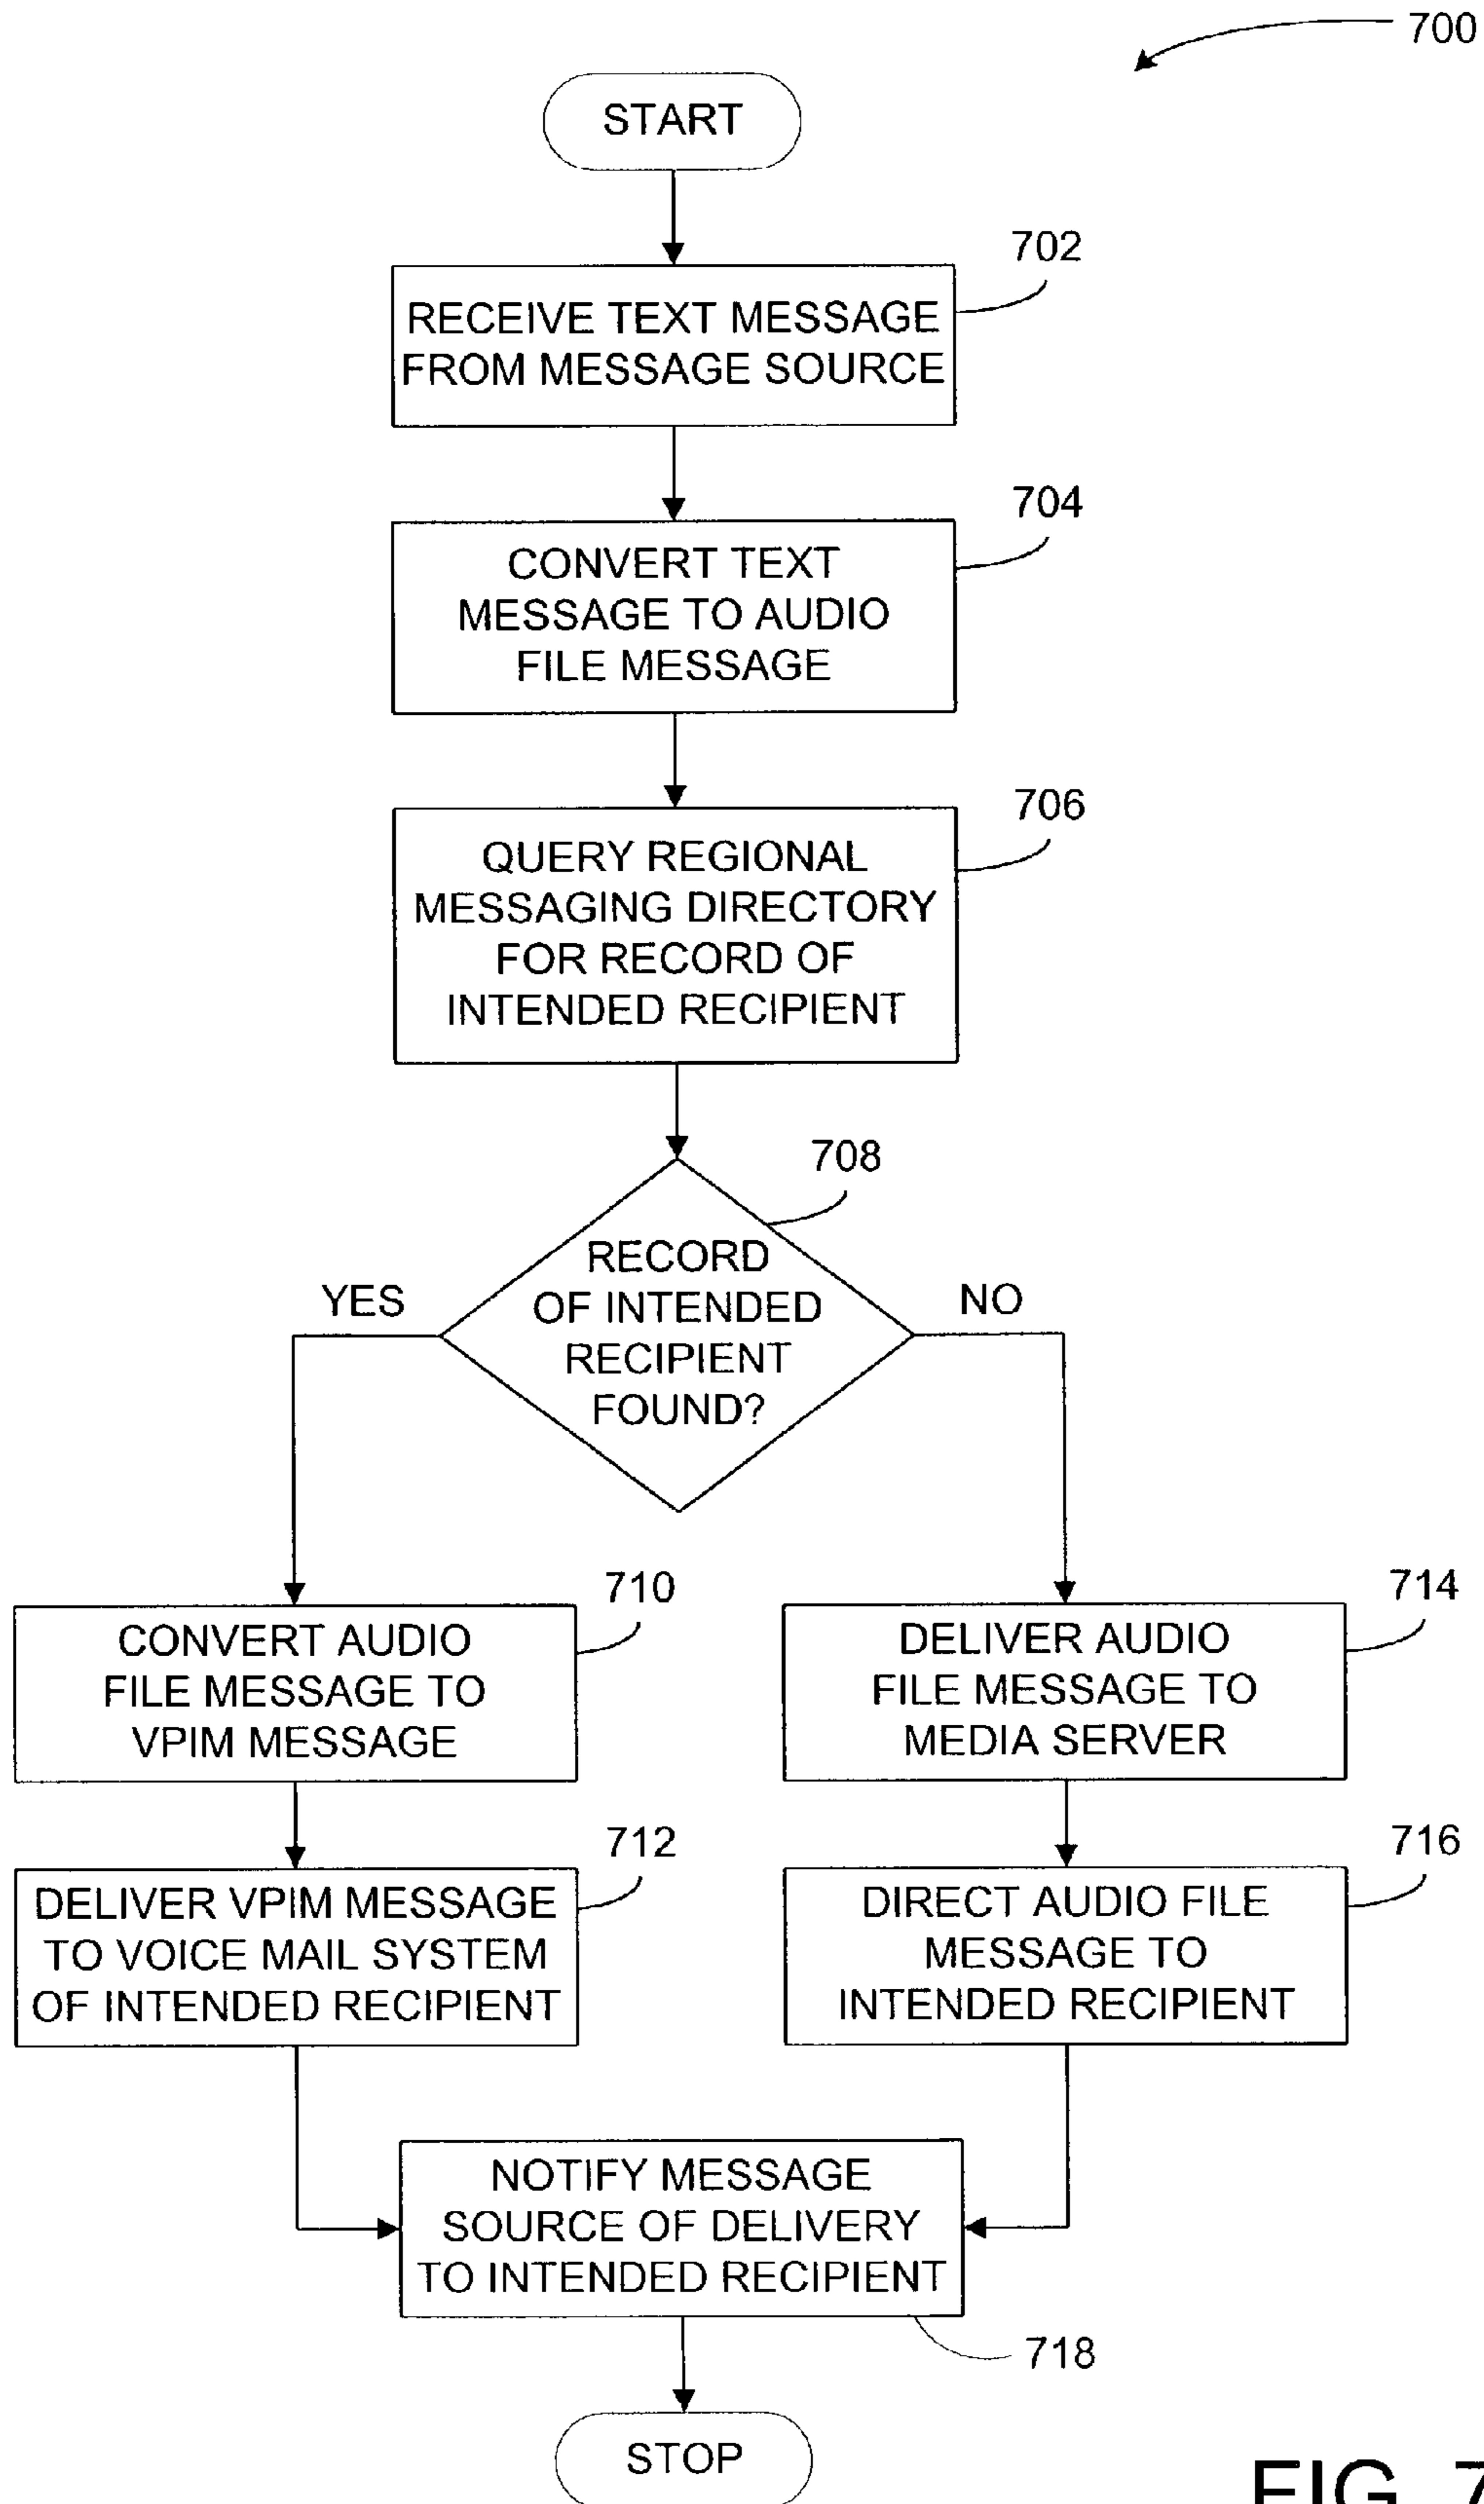 700
START
702
RECEIVE TEXT MESSAGE
FROM MESSAGE SOURCE
704
CONVERT TEXT
MESSAGE TO AUDIO
FILE MESSAGE
706
QUERY REGIONAL
MESSAGING DIRECTORY
FOR RECORD OF
INTENDED RECIPIENT
708
RECORD
OF INTENDED
RECIPIENT
FOUND?
YES
NO
710
CONVERT AUDIO
FILE MESSAGE TO
VPIM MESSAGE
714
DELIVER AUDIO
FILE MESSAGE TO
MEDIA SERVER
712
DELIVER VPIM MESSAGE
TO VOICE MAIL SYSTEM
OF INTENDED RECIPIENT
716
DIRECT AUDIO FILE
MESSAGE TO
INTENDED RECIPIENT
NOTIFY MESSAGE
SOURCE OF DELIVERY
TO INTENDED RECIPIENT
718
STOP
FIG. 7